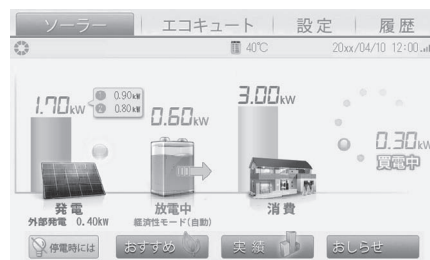 ソーラー エコキュート 設定 履歴
40℃ 20xx/04/10 12:00
0.90kW
0.80kW
1.70kW
0.60kW
3.00kW
0.30kW
買電中
発電
外部発電 0.40kW
放電中
経済性モード(自動)
消費
停電時には おすすめ 実績 おしらせ